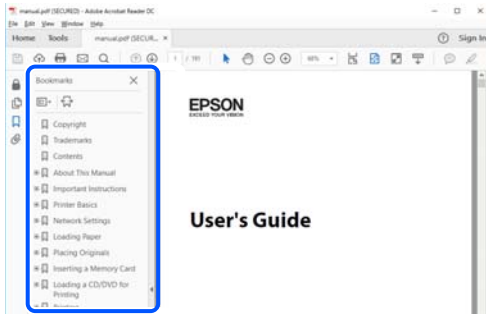 manual.pdf (SECURED) - Adobe Acrobat Reader DC
File Edit View Window Help
Home Tools manual.pdf (SECUR... × Sign In
1
Bookmarks
Copyright
Trademarks
Contents
About This Manual
Important Instructions
Printer Basics
Network Settings
Loading Paper
Placing Originals
Inserting a Memory Card
Loading a CD/DVD for
Printing
EPSON
EXCEED YOUR VISION
User's Guide